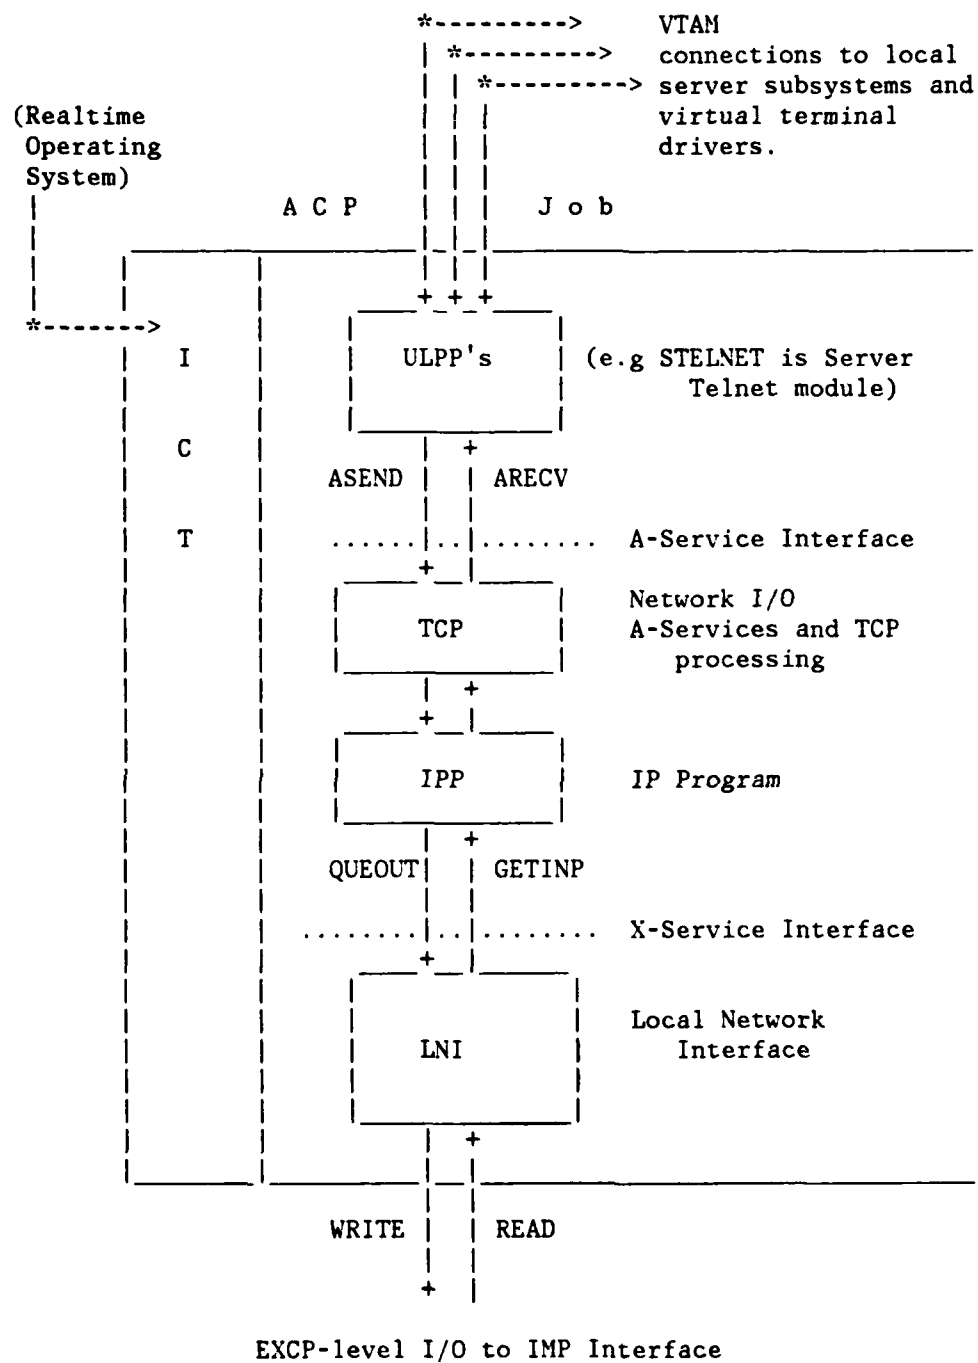 VTAM
connections to local
server subsystems and
virtual terminal
drivers.
(Realtime
Operating
System)
A C P J o b
I
C
T
ULPP's
(e.g STELNET is Server
Telnet module)
ASEND ARECV
A-Service Interface
TCP
Network I/O
A-Services and TCP
processing
IPP
IP Program
QUEOUT GETINP
X-Service Interface
LNI
Local Network
Interface
WRITE READ
EXCP-level I/O to IMP Interface